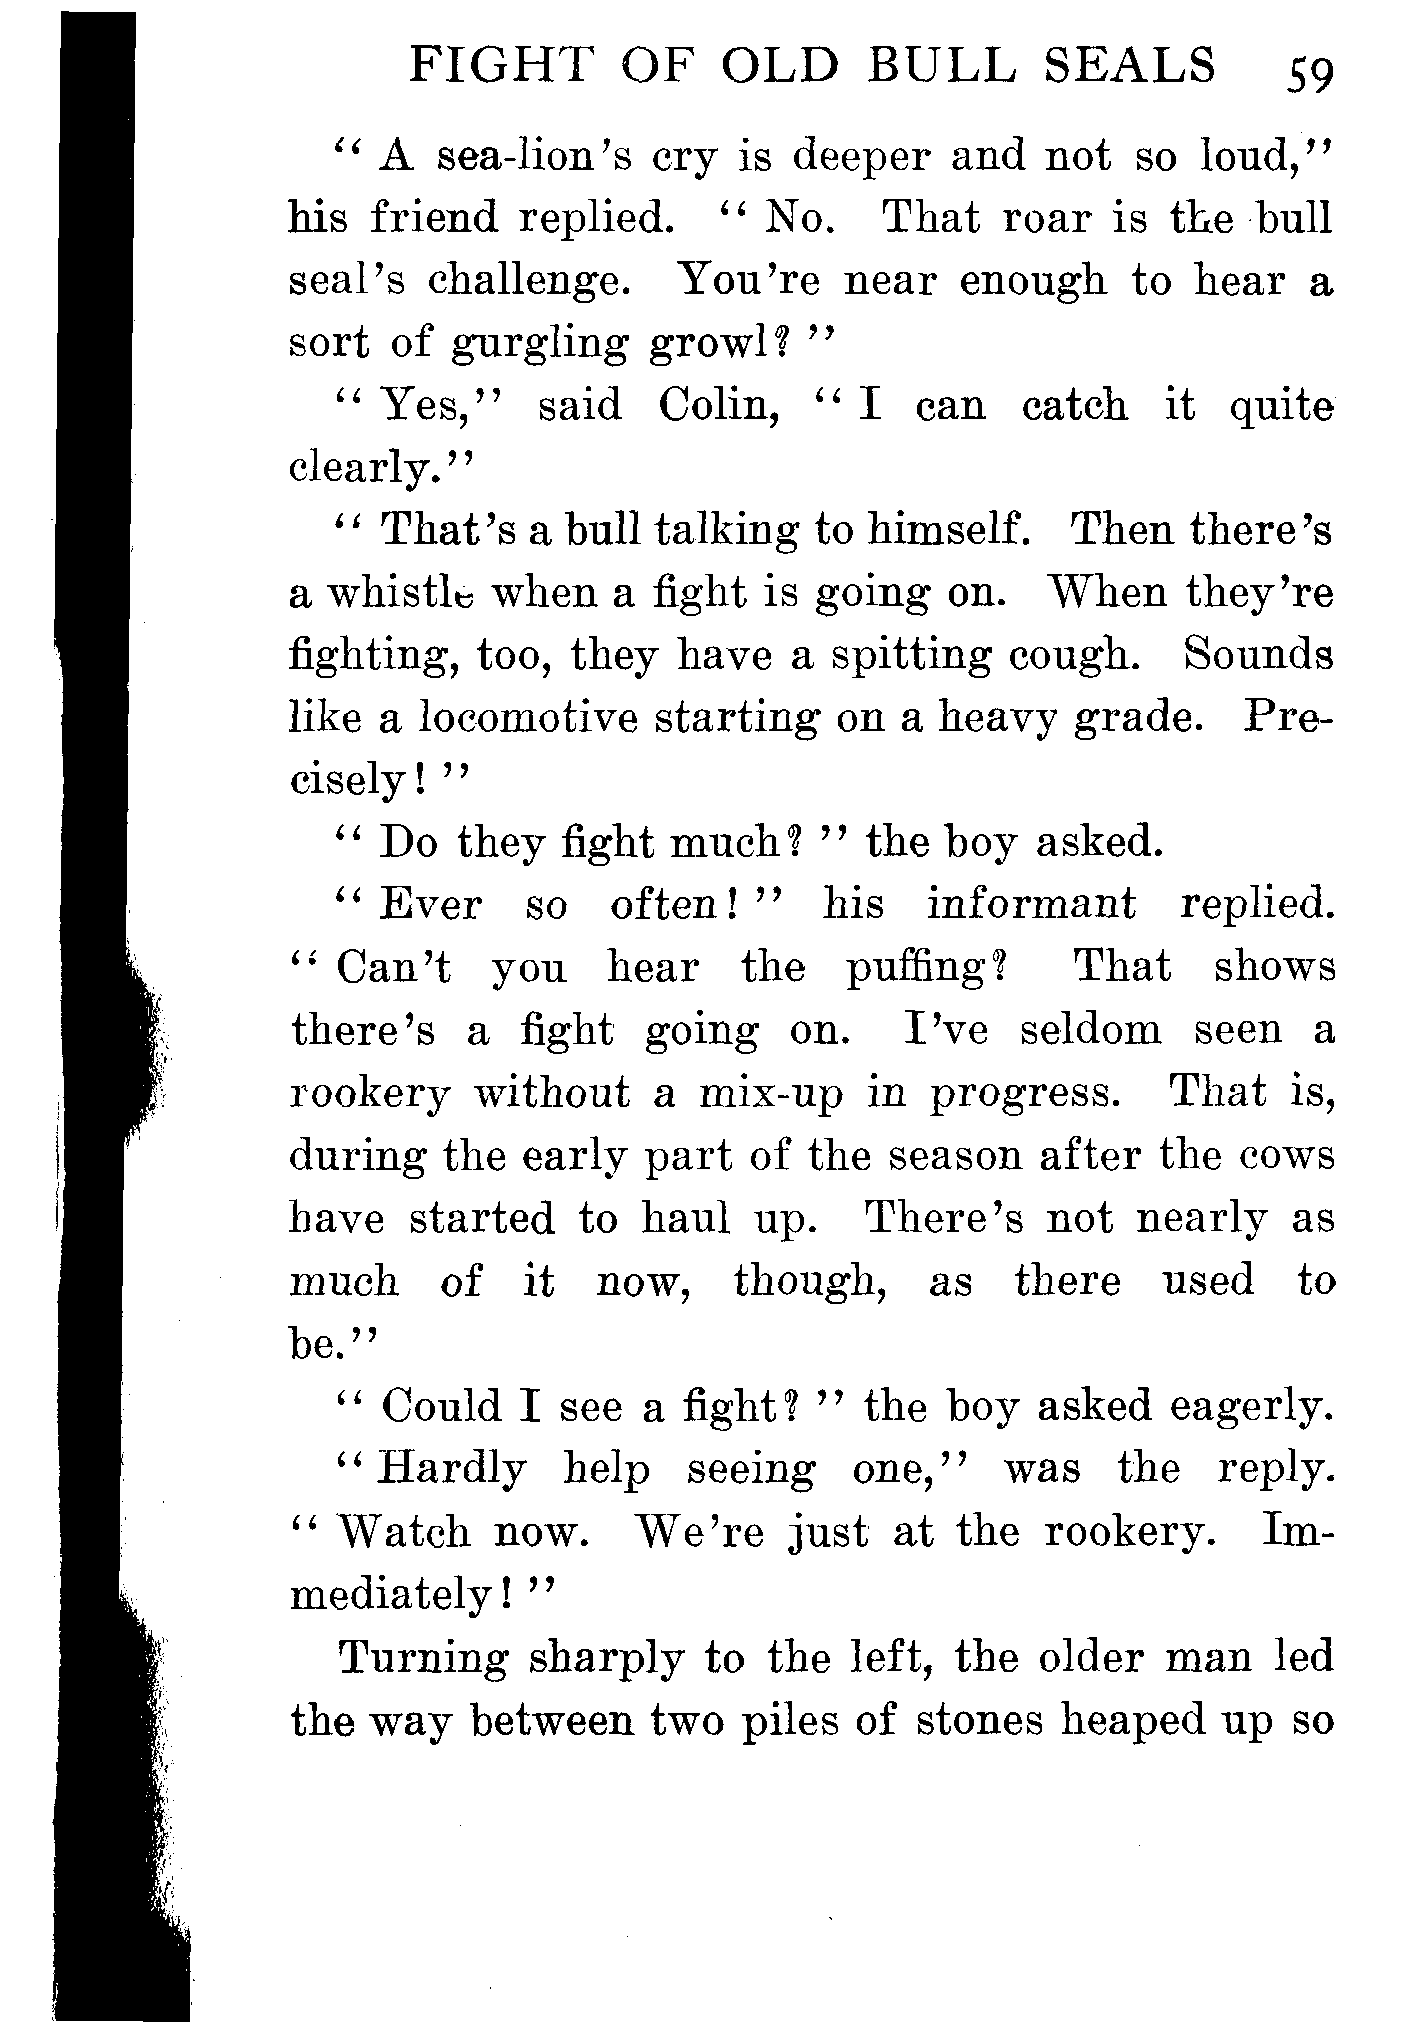 FIGHT OF OLD BULL SEALS 59
"A sea-lion's cry is deeper and not so loud,"
his friend replied. "No. That roar is the bull
seal's challenge. You're near enough to hear a
sort of gurgling growl?"
"Yes," said Colin, "I can catch it quite
clearly."
"That's a bull talking to himself. Then there's
a whistle when a fight is going on. When they're
fighting, too, they have a spitting cough. Sounds
like a locomotive starting on a heavy grade. Pre-
cisely!"
"Do they fight much?" the boy asked.
"Ever so often!" his informant replied.
"Can't you hear the puffing? That shows
there's a fight going on. I've seldom seen a
rookery without a mix-up in progress. That is,
during the early part of the season after the cows
have started to haul up. There's not nearly as
much of it now, though, as there used to
be."
"Could I see a fight?" the boy asked eagerly.
"Hardly help seeing one," was the reply.
"Watch now. We're just at the rookery. Im-
mediately!"
Turning sharply to the left, the older man led
the way between two piles of stones heaped up so